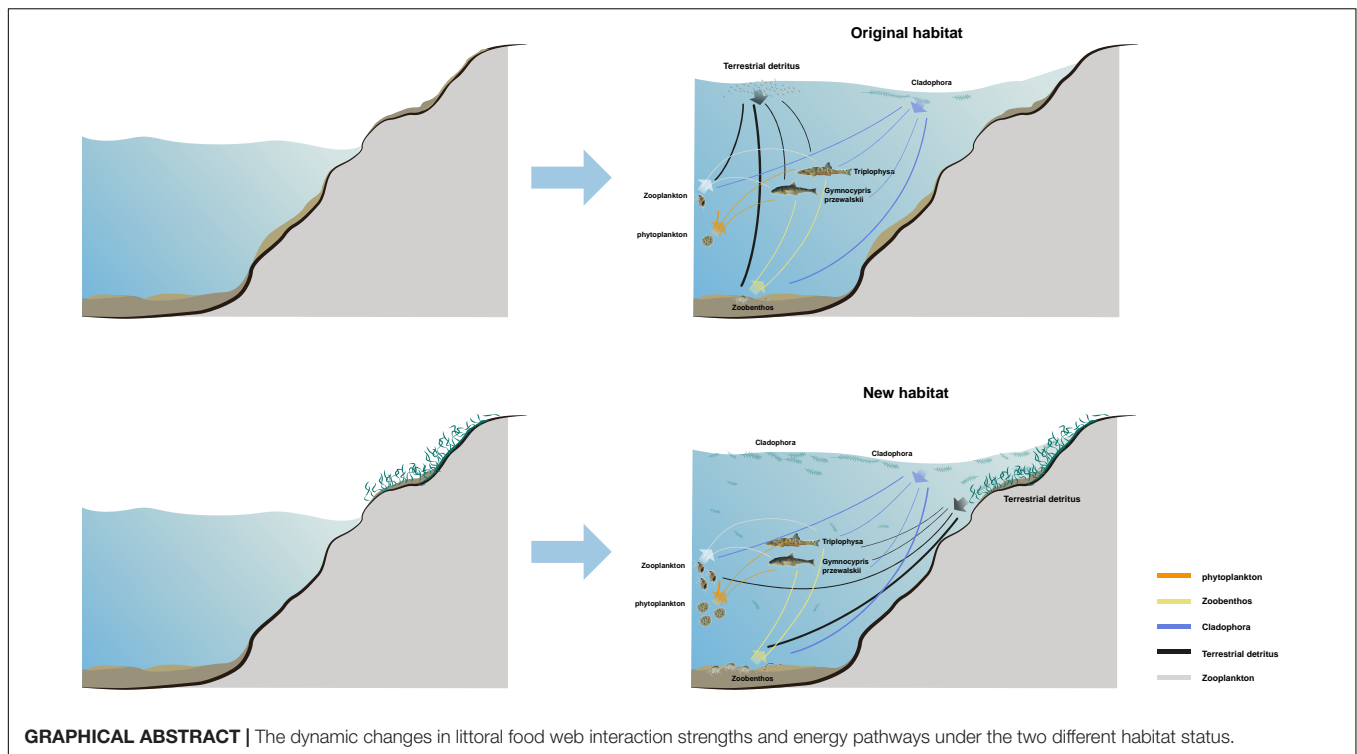 Original habitat
Terrestrial detritus
Cladophora
Triplophysa
Zooplankton
Gymnocypris
przewalskii
phytoplankton
Zoobenthos
New habitat
Cladophora
Cladophora
Terrestrial detritus
Triplophysa
Zooplankton
Gymnocypris
przewalskii
phytoplankton
Zoobenthos
phytoplankton
Zoobenthos
Cladophora
Terrestrial detritus
Zooplankton
GRAPHICAL ABSTRACT | The dynamic changes in littoral food web interaction strengths and energy pathways under the two different habitat status.